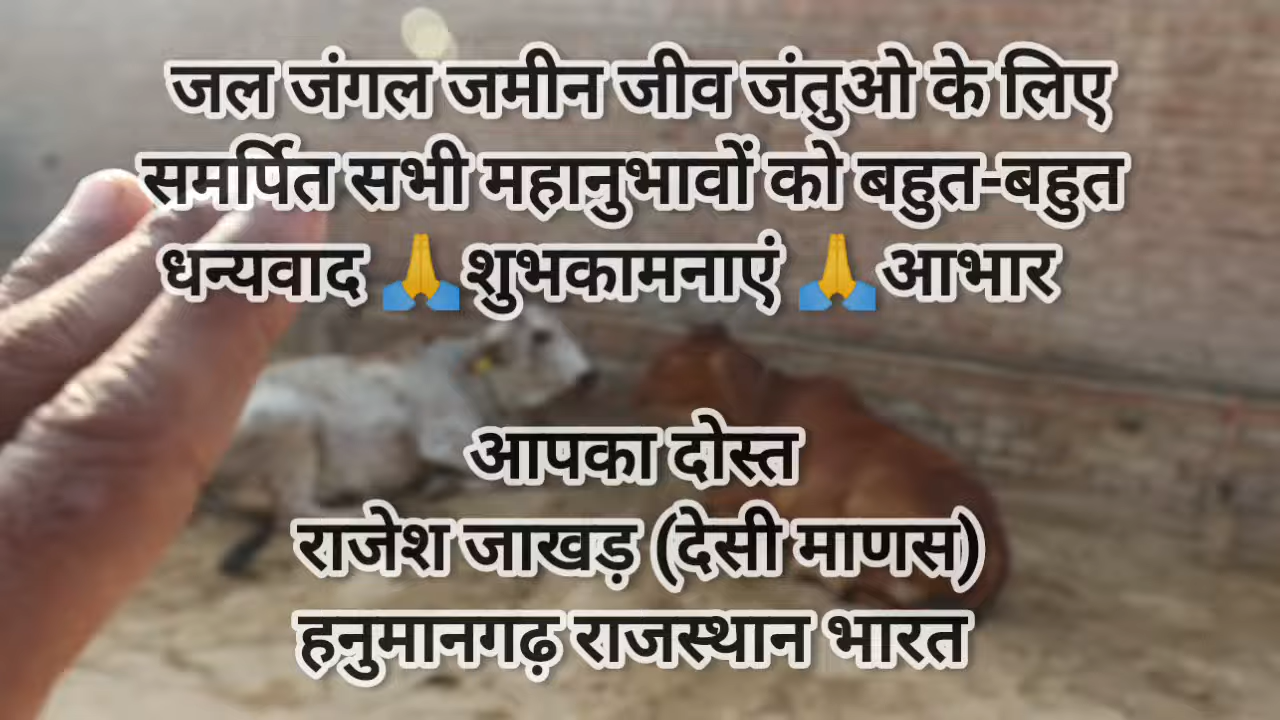 जल जंगल जमीन जीव जंतुओ के लिए
समर्पित सभी महानुभावों को बहुत-बहुत
धन्यवाद 🙏शुभकामनाएं 🙏आभार
आपका दोस्त
राजेश जाखड़ (देसी माणस)
हनुमानगढ़ राजस्थान भारत